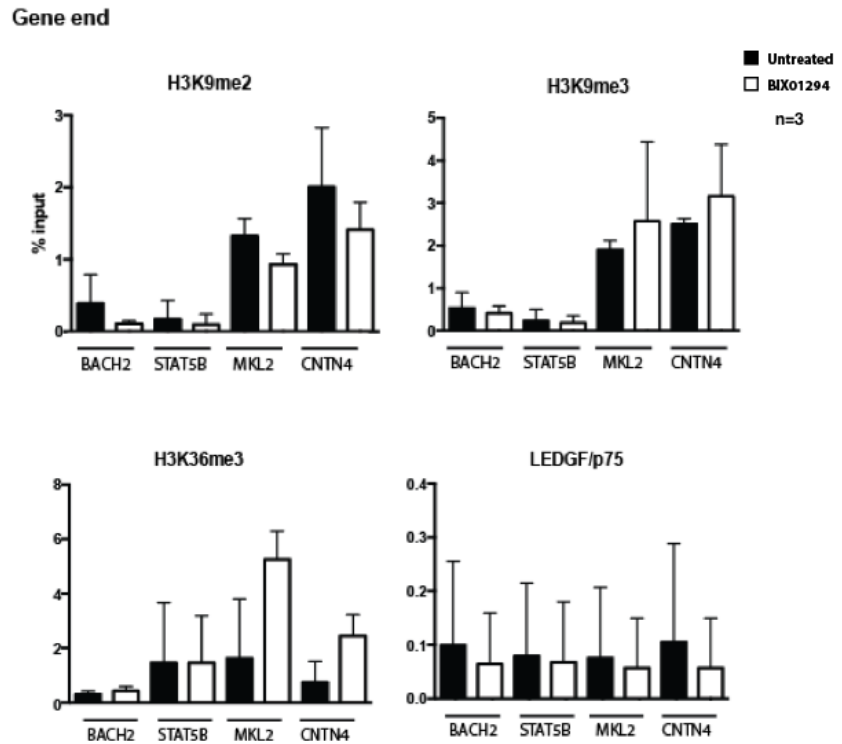 Gene end
Untreated
BIX01294
n=3
H3K9me2
% input
3
2
1
0
BACH2 STAT5B MKL2 CNTN4
H3K9me3
5
4
3
2
1
0
BACH2 STAT5B MKL2 CNTN4
H3K36me3
8
6
4
2
0
BACH2 STAT5B MKL2 CNTN4
LEDGF/p75
0.4
0.3
0.2
0.1
0.0
BACH2 STAT5B MKL2 CNTN4